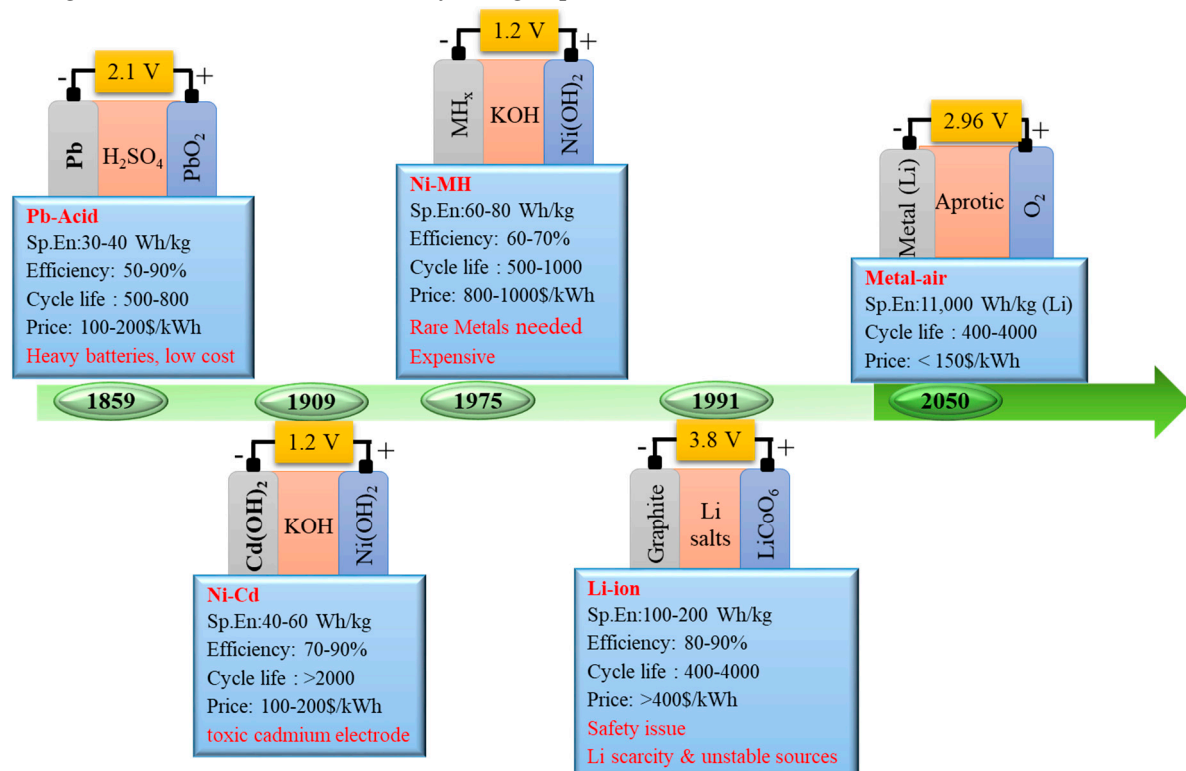 - 2.1 V +
Pb
H₂SO₄
PbO₂
Pb-Acid
Sp.En:30-40 Wh/kg
Efficiency: 50-90%
Cycle life : 500-800
Price: 100-200$/kWh
Heavy batteries, low cost
- 1.2 V +
MHₓ
KOH
Ni(OH)₂
Ni-MH
Sp.En:60-80 Wh/kg
Efficiency: 60-70%
Cycle life : 500-1000
Price: 800-1000$/kWh
Rare Metals needed
Expensive
- 2.96 V +
Metal (Li)
Aprotic
O₂
Metal-air
Sp.En:11,000 Wh/kg (Li)
Cycle life : 400-4000
Price: < 150$/kWh
1859
1909
1975
1991
2050
- 1.2 V +
Cd(OH)₂
KOH
Ni(OH)₂
Ni-Cd
Sp.En:40-60 Wh/kg
Efficiency: 70-90%
Cycle life : >2000
Price: 100-200$/kWh
toxic cadmium electrode
- 3.8 V +
Graphite
Li
salts
LiCoO₆
Li-ion
Sp.En:100-200 Wh/kg
Efficiency: 80-90%
Cycle life : 400-4000
Price: >400$/kWh
Safety issue
Li scarcity & unstable sources